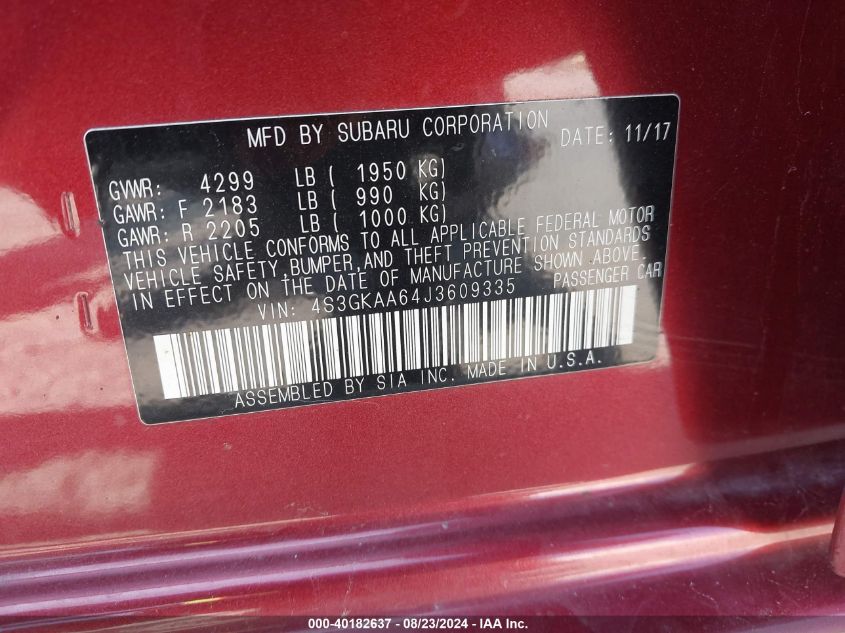 MFD BY SUBARU CORPORATION DATE: 11/17
GVWR: 4299 LB ( 1950 KG)
GAWR: F 2183 LB ( 990 KG)
GAWR: R 2205 LB ( 1000 KG)
THIS VEHICLE CONFORMS TO ALL APPLICABLE FEDERAL MOTOR
VEHICLE SAFETY,BUMPER,AND THEFT PREVENTION STANDARDS
IN EFFECT ON THE DATE OF MANUFACTURE SHOWN ABOVE.
VIN: 4S3GKAA64J3609335 PASSENGER CAR
ASSEMBLED BY SIA INC. MADE IN U.S.A.
000-40182637 - 08/23/2024 - IAA Inc.